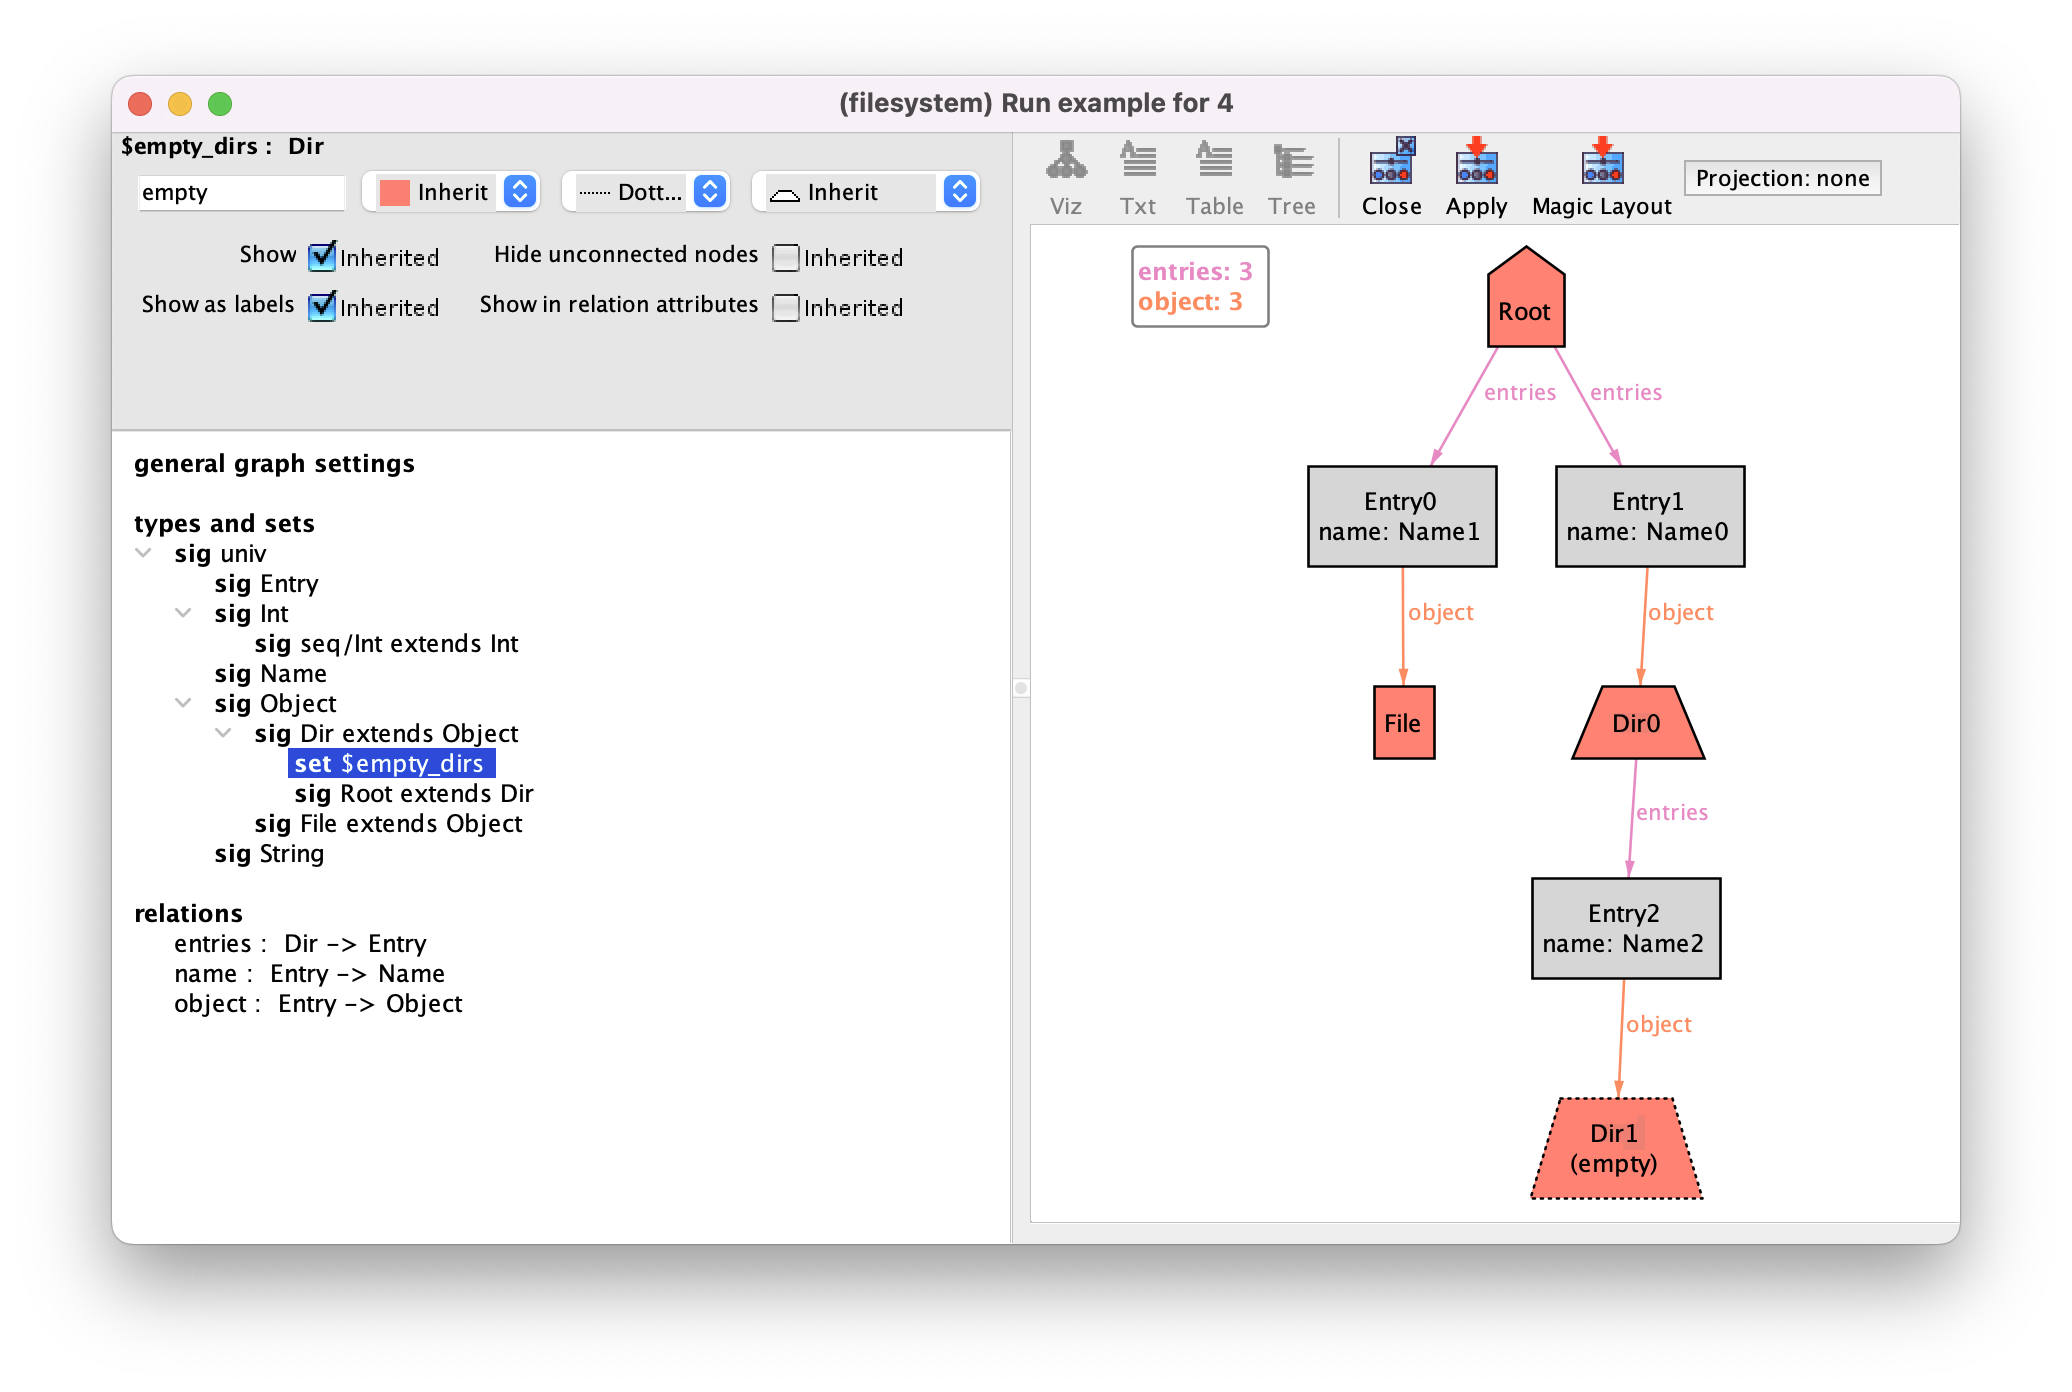 (filesystem) Run example for 4
$empty_dirs : Dir
empty
Inherit
Dott...
Inherit
Show
Inherited
Hide unconnected nodes
Inherited
Show as labels
Inherited
Show in relation attributes
Inherited
general graph settings
types and sets
sig univ
sig Entry
sig Int
sig seq/Int extends Int
sig Name
sig Object
sig Dir extends Object
set $empty_dirs
sig Root extends Dir
sig File extends Object
sig String
relations
entries : Dir -> Entry
name : Entry -> Name
object : Entry -> Object
Viz
Txt
Table
Tree
Close
Apply
Magic Layout
Projection: none
entries: 3
object: 3
Root
entries
entries
Entry0
name: Name1
Entry1
name: Name0
object
object
File
Dir0
entries
Entry2
name: Name2
object
Dir1
(empty)